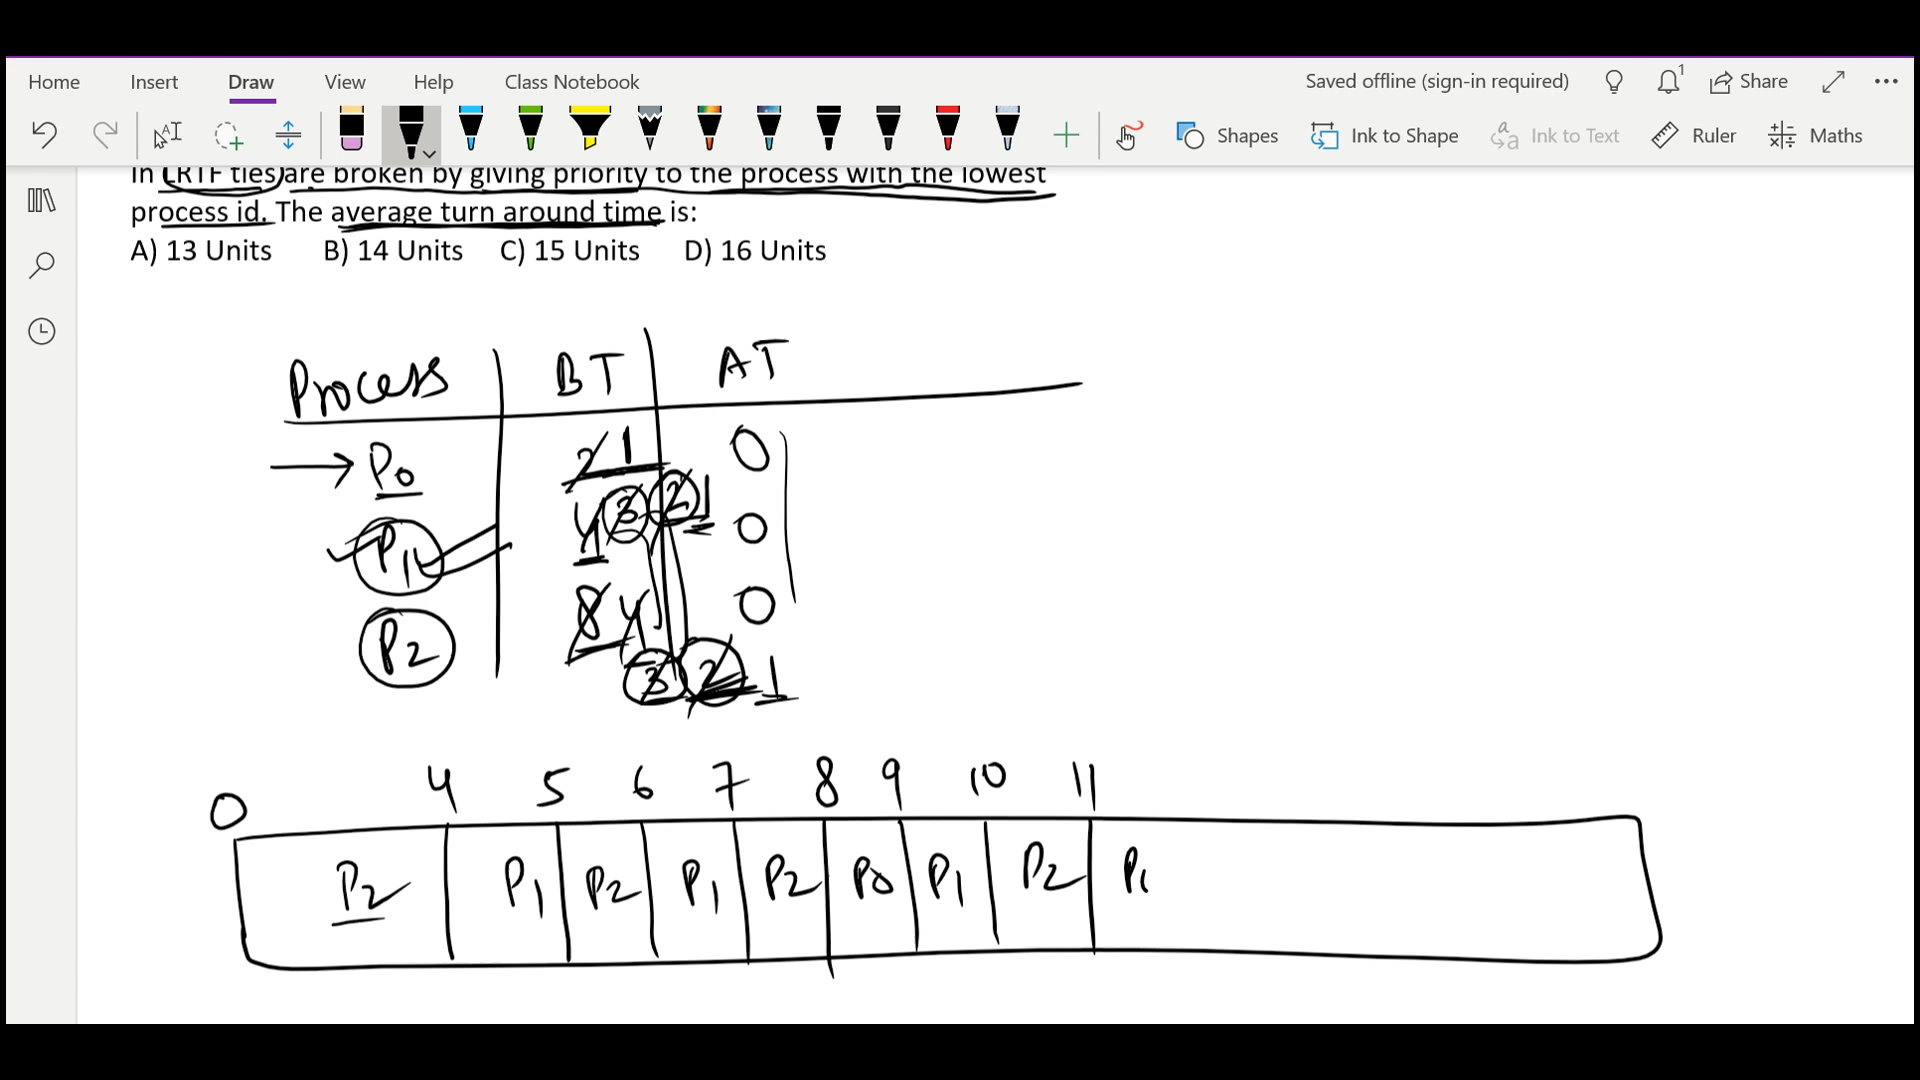 Home Insert Draw View Help Class Notebook Saved offline (sign-in required) 1 Share
Shapes Ink to Shape Ink to Text Ruler Maths
In LRTF ties are broken by giving priority to the process with the lowest
process id. The average turn around time is:
A) 13 Units B) 14 Units C) 15 Units D) 16 Units
Process BT AT
P0 2 1 0
P1 4 3 2 1 0
P2 8 4 0
3 2 1
0 4 5 6 7 8 9 10 11
P2 P1 P2 P1 P2 P0 P1 P2